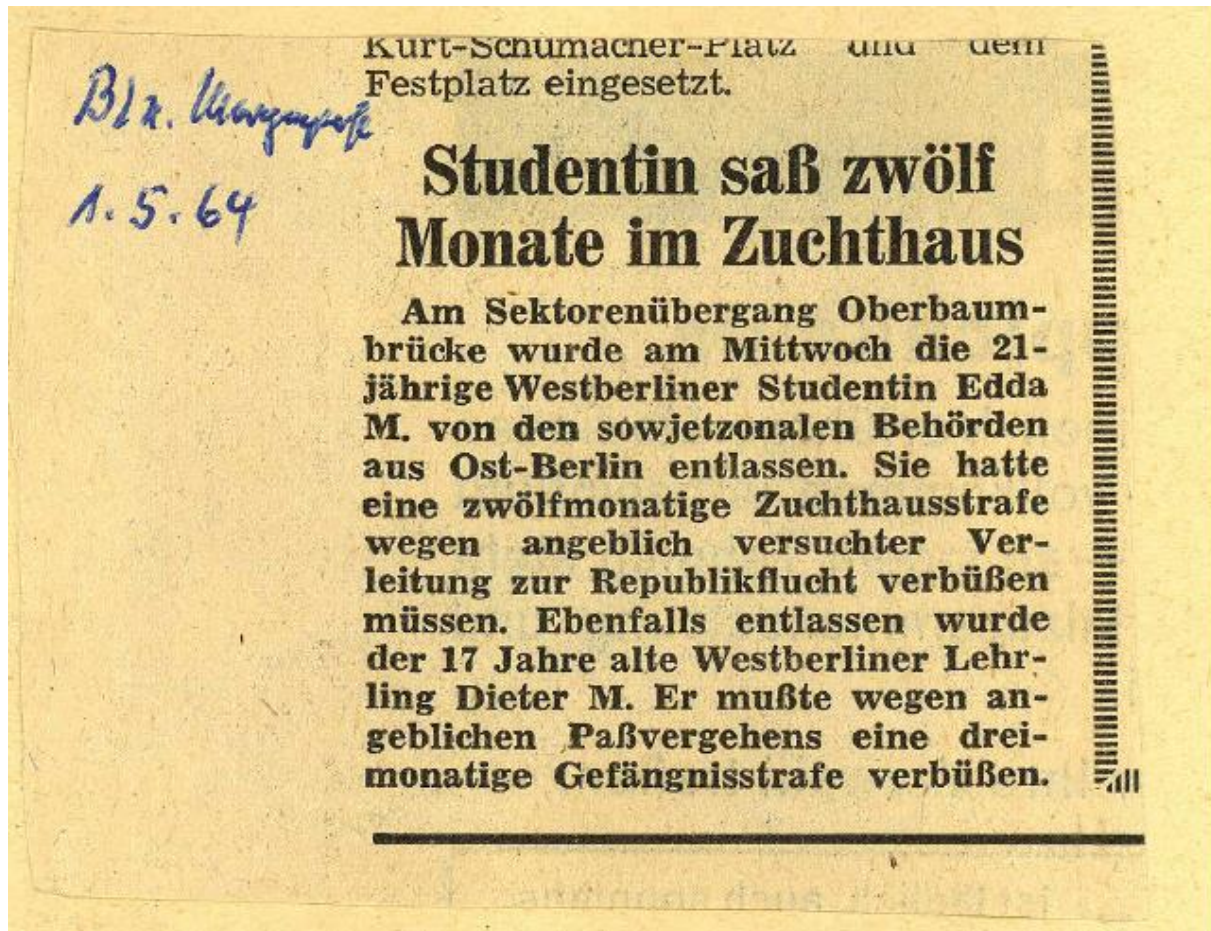 Kurt-Schumacher-Platz und dem
Festplatz eingesetzt.
Bln. Morgenpost
1. 5. 64
Studentin saß zwölf
Monate im Zuchthaus
Am Sektorenübergang Oberbaum-
brücke wurde am Mittwoch die 21-
jährige Westberliner Studentin Edda
M. von den sowjetzonalen Behörden
aus Ost-Berlin entlassen. Sie hatte
eine zwölfmonatige Zuchthausstrafe
wegen angeblich versuchter Ver-
leitung zur Republikflucht verbüßen
müssen. Ebenfalls entlassen wurde
der 17 Jahre alte Westberliner Lehr-
ling Dieter M. Er mußte wegen an-
geblichen Paßvergehens eine drei-
monatige Gefängnisstrafe verbüßen.